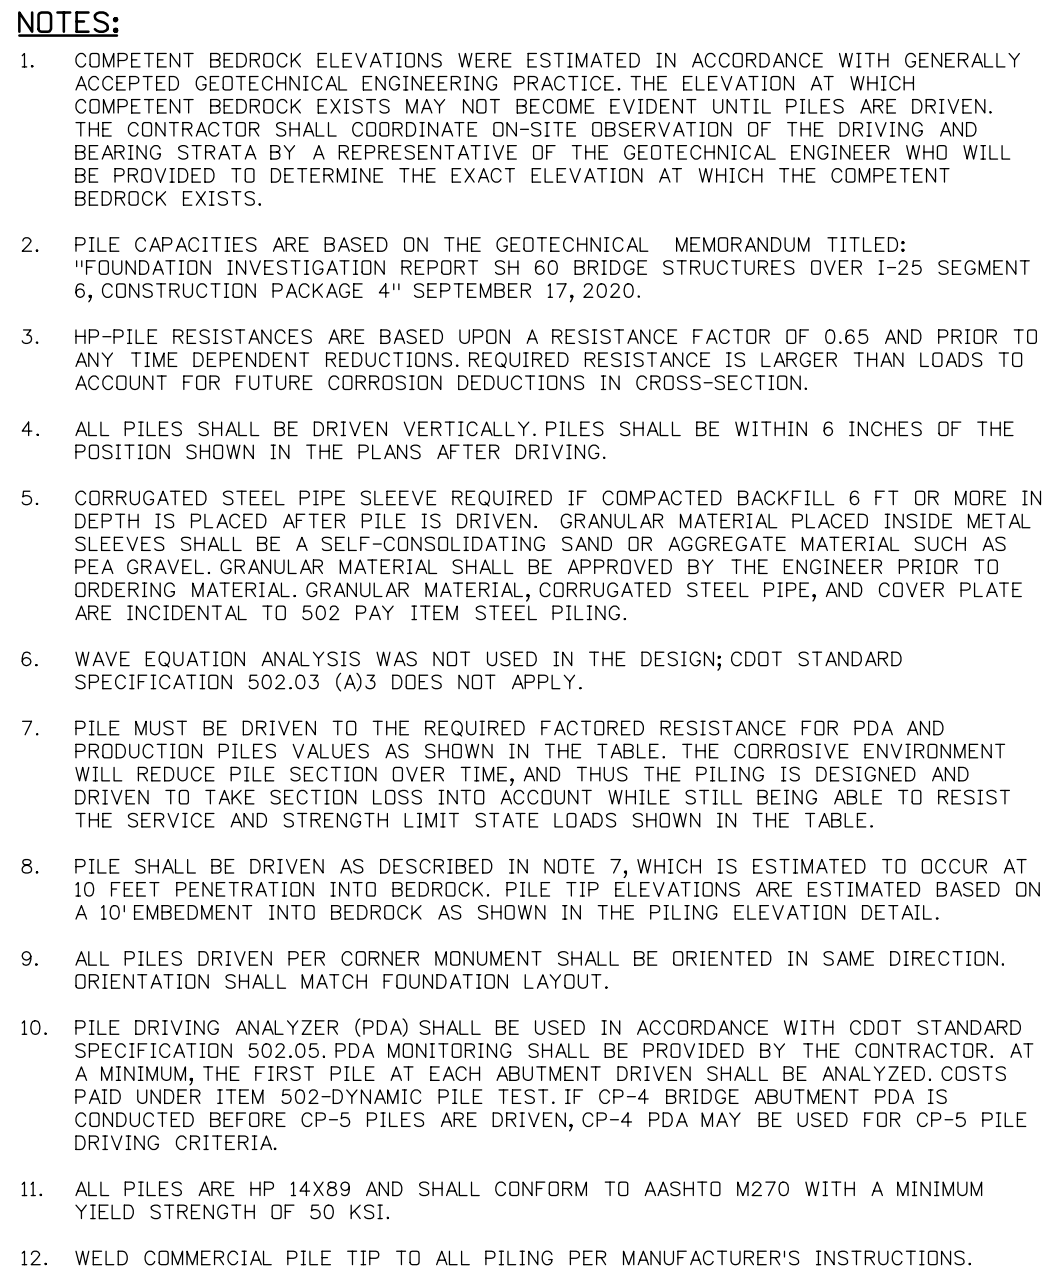 NOTES:
1. COMPETENT BEDROCK ELEVATIONS WERE ESTIMATED IN ACCORDANCE WITH GENERALLY
ACCEPTED GEOTECHNICAL ENGINEERING PRACTICE. THE ELEVATION AT WHICH
COMPETENT BEDROCK EXISTS MAY NOT BECOME EVIDENT UNTIL PILES ARE DRIVEN.
THE CONTRACTOR SHALL COORDINATE ON-SITE OBSERVATION OF THE DRIVING AND
BEARING STRATA BY A REPRESENTATIVE OF THE GEOTECHNICAL ENGINEER WHO WILL
BE PROVIDED TO DETERMINE THE EXACT ELEVATION AT WHICH THE COMPETENT
BEDROCK EXISTS.
2. PILE CAPACITIES ARE BASED ON THE GEOTECHNICAL MEMORANDUM TITLED:
"FOUNDATION INVESTIGATION REPORT SH 60 BRIDGE STRUCTURES OVER I-25 SEGMENT
6, CONSTRUCTION PACKAGE 4" SEPTEMBER 17, 2020.
3. HP-PILE RESISTANCES ARE BASED UPON A RESISTANCE FACTOR OF 0.65 AND PRIOR TO
ANY TIME DEPENDENT REDUCTIONS. REQUIRED RESISTANCE IS LARGER THAN LOADS TO
ACCOUNT FOR FUTURE CORROSION DEDUCTIONS IN CROSS-SECTION.
4. ALL PILES SHALL BE DRIVEN VERTICALLY. PILES SHALL BE WITHIN 6 INCHES OF THE
POSITION SHOWN IN THE PLANS AFTER DRIVING.
5. CORRUGATED STEEL PIPE SLEEVE REQUIRED IF COMPACTED BACKFILL 6 FT OR MORE IN
DEPTH IS PLACED AFTER PILE IS DRIVEN. GRANULAR MATERIAL PLACED INSIDE METAL
SLEEVES SHALL BE A SELF-CONSOLIDATING SAND OR AGGREGATE MATERIAL SUCH AS
PEA GRAVEL. GRANULAR MATERIAL SHALL BE APPROVED BY THE ENGINEER PRIOR TO
ORDERING MATERIAL. GRANULAR MATERIAL, CORRUGATED STEEL PIPE, AND COVER PLATE
ARE INCIDENTAL TO 502 PAY ITEM STEEL PILING.
6. WAVE EQUATION ANALYSIS WAS NOT USED IN THE DESIGN; CDOT STANDARD
SPECIFICATION 502.03 (A)3 DOES NOT APPLY.
7. PILE MUST BE DRIVEN TO THE REQUIRED FACTORED RESISTANCE FOR PDA AND
PRODUCTION PILES VALUES AS SHOWN IN THE TABLE. THE CORROSIVE ENVIRONMENT
WILL REDUCE PILE SECTION OVER TIME, AND THUS THE PILING IS DESIGNED AND
DRIVEN TO TAKE SECTION LOSS INTO ACCOUNT WHILE STILL BEING ABLE TO RESIST
THE SERVICE AND STRENGTH LIMIT STATE LOADS SHOWN IN THE TABLE.
8. PILE SHALL BE DRIVEN AS DESCRIBED IN NOTE 7, WHICH IS ESTIMATED TO OCCUR AT
10 FEET PENETRATION INTO BEDROCK. PILE TIP ELEVATIONS ARE ESTIMATED BASED ON
A 10' EMBEDMENT INTO BEDROCK AS SHOWN IN THE PILING ELEVATION DETAIL.
9. ALL PILES DRIVEN PER CORNER MONUMENT SHALL BE ORIENTED IN SAME DIRECTION.
ORIENTATION SHALL MATCH FOUNDATION LAYOUT.
10. PILE DRIVING ANALYZER (PDA) SHALL BE USED IN ACCORDANCE WITH CDOT STANDARD
SPECIFICATION 502.05. PDA MONITORING SHALL BE PROVIDED BY THE CONTRACTOR. AT
A MINIMUM, THE FIRST PILE AT EACH ABUTMENT DRIVEN SHALL BE ANALYZED. COSTS
PAID UNDER ITEM 502-DYNAMIC PILE TEST. IF CP-4 BRIDGE ABUTMENT PDA IS
CONDUCTED BEFORE CP-5 PILES ARE DRIVEN, CP-4 PDA MAY BE USED FOR CP-5 PILE
DRIVING CRITERIA.
11. ALL PILES ARE HP 14X89 AND SHALL CONFORM TO AASHTO M270 WITH A MINIMUM
YIELD STRENGTH OF 50 KSI.
12. WELD COMMERCIAL PILE TIP TO ALL PILING PER MANUFACTURER'S INSTRUCTIONS.